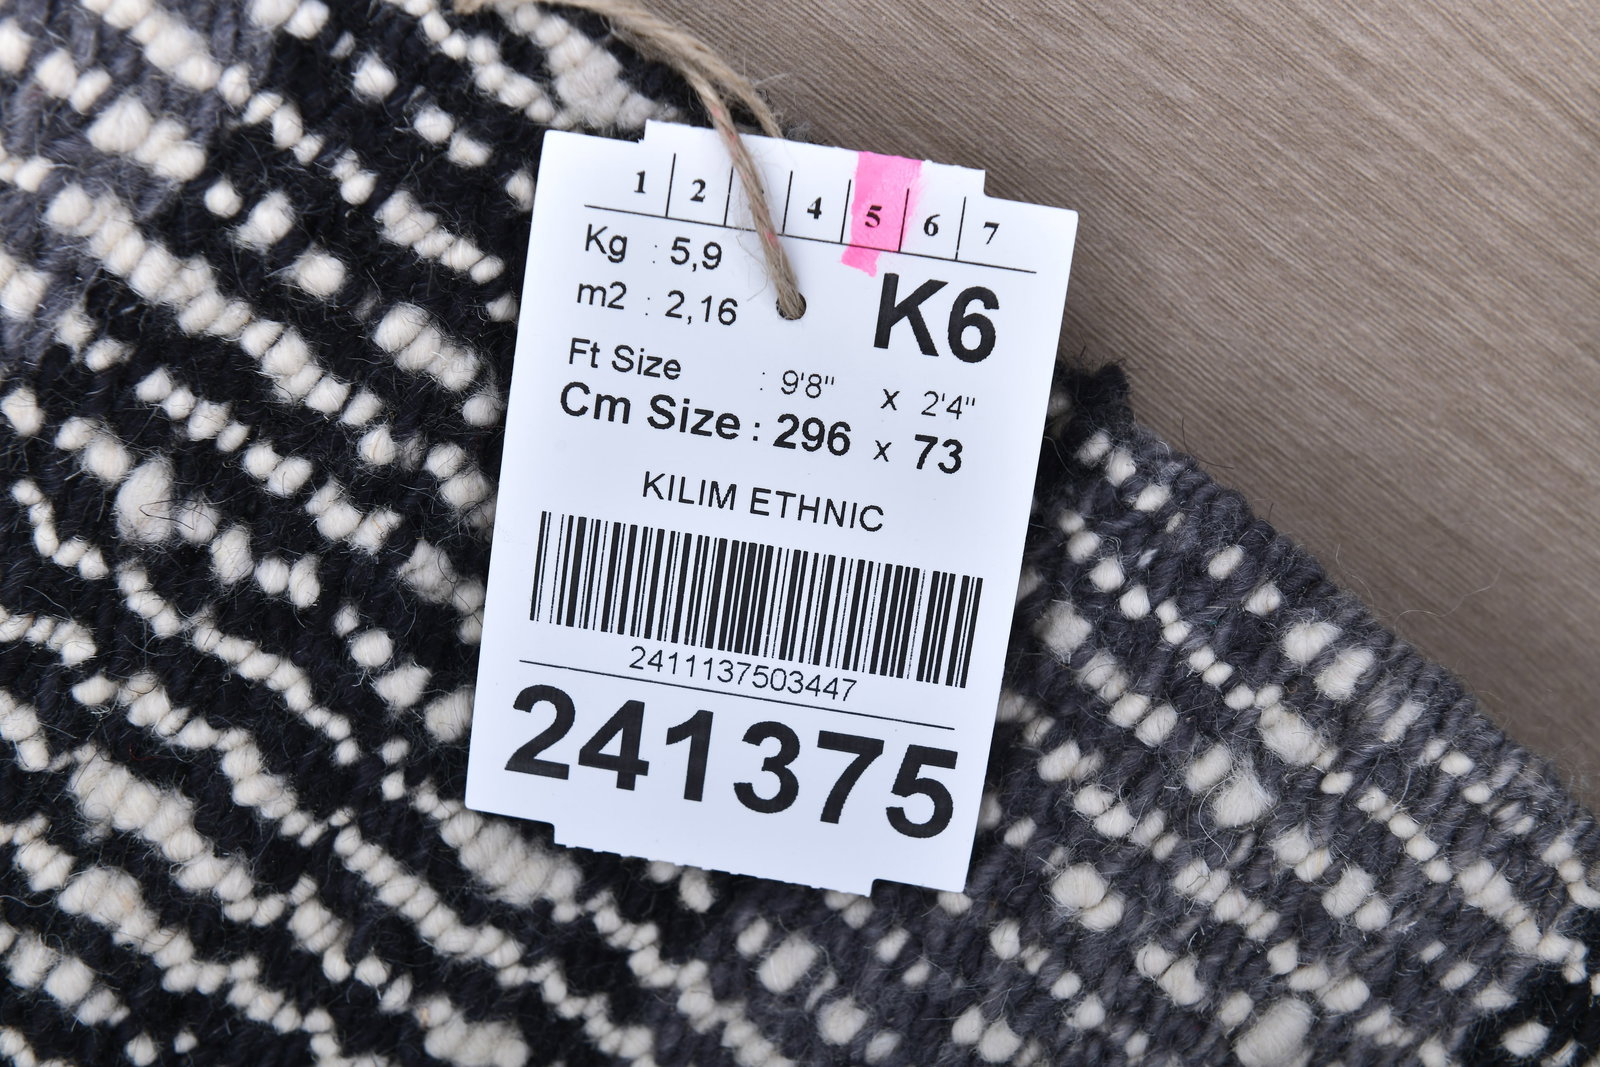 1 2 4 5 6 7
Kg : 5,9
m2 : 2,16
K6
Ft Size : 9'8" x 2'4"
Cm Size : 296 x 73
KILIM ETHNIC
2411137503447
241375